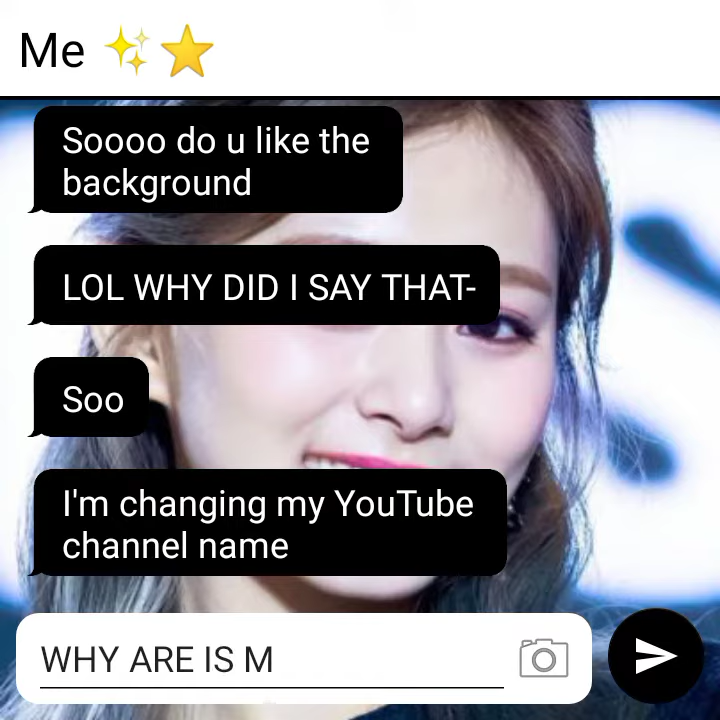 Me ✨⭐
Soooo do u like the
background
LOL WHY DID I SAY THAT-
Soo
I'm changing my YouTube
channel name
WHY ARE IS M